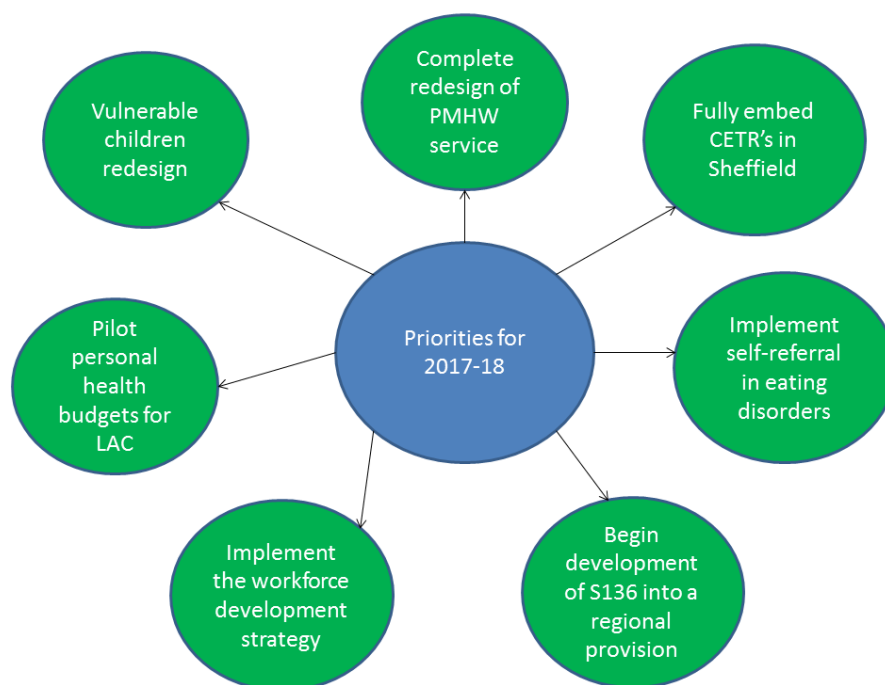 Complete
redesign of
PMHW
service
Vulnerable
children
redesign
Fully embed
CETR’s in
Sheffield
Priorities for
2017-18
Pilot
personal
health
budgets for
LAC
Implement
self-referral
in eating
disorders
Implement
the workforce
development
strategy
Begin
development
of S136 into a
regional
provision